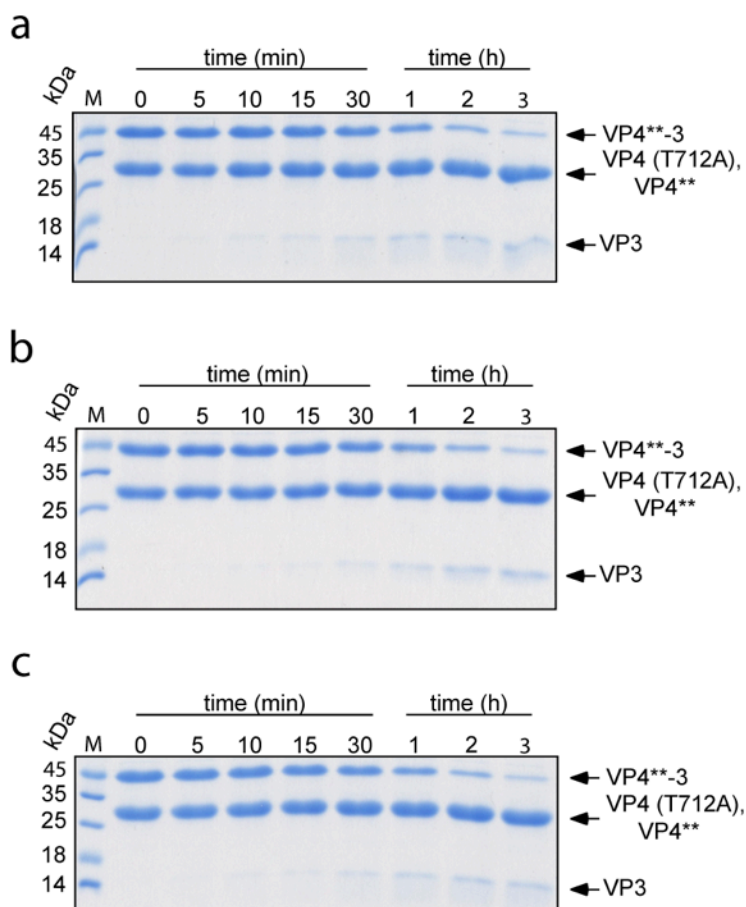 a
time (min) time (h)
kDa M 0 5 10 15 30 1 2 3
45 VP4**-3
35 VP4 (T712A),
25 VP4**
18
14 VP3
b
time (min) time (h)
kDa M 0 5 10 15 30 1 2 3
45 VP4**-3
35 VP4 (T712A),
25 VP4**
18
14 VP3
c
time (min) time (h)
kDa M 0 5 10 15 30 1 2 3
45 VP4**-3
35 VP4 (T712A),
25 VP4**
18
14 VP3